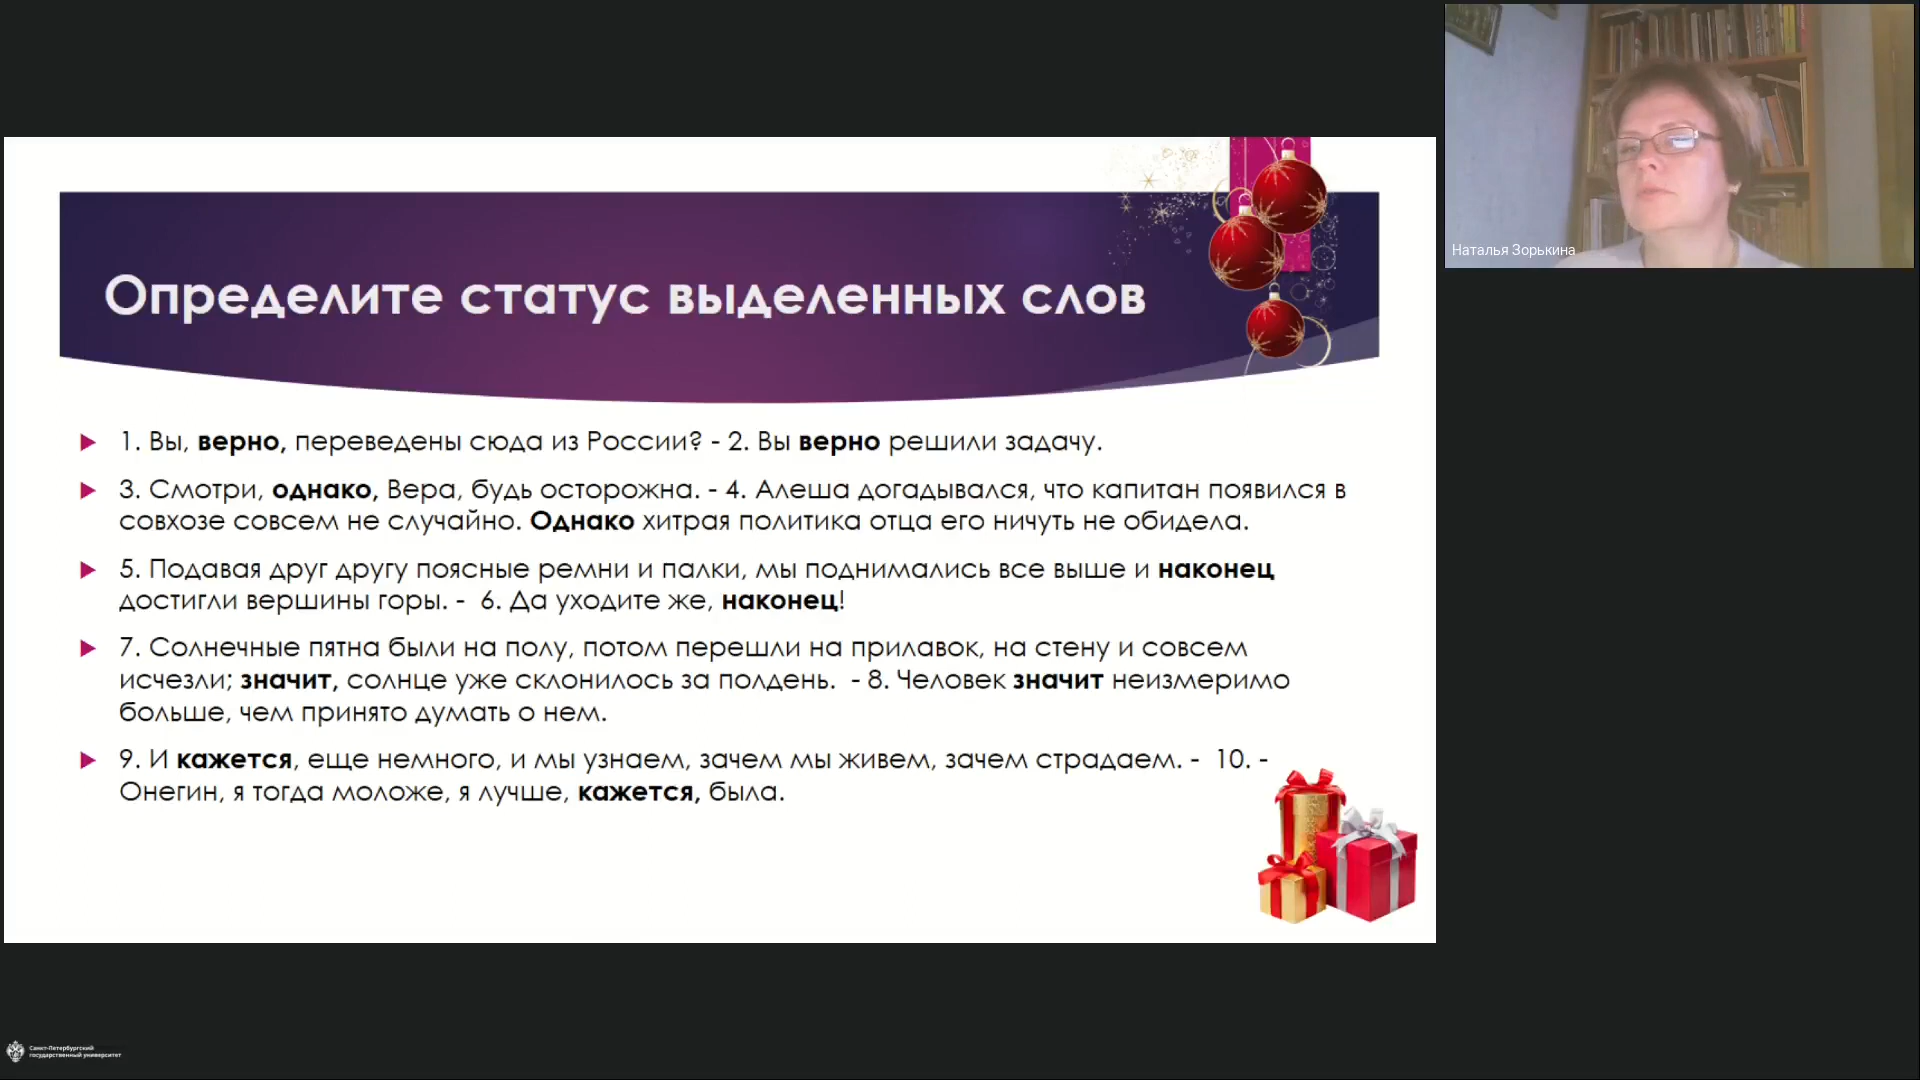 Наталья Зорькина
Определите статус выделенных слов
1. Вы, верно, переведены сюда из России? - 2. Вы верно решили задачу.
3. Смотри, однако, Вера, будь осторожна. - 4. Алеша догадывался, что капитан появился в
совхозе совсем не случайно. Однако хитрая политика отца его ничуть не обидела.
5. Подавая друг другу поясные ремни и палки, мы поднимались все выше и наконец
достигли вершины горы. - 6. Да уходите же, наконец!
7. Солнечные пятна были на полу, потом перешли на прилавок, на стену и совсем
исчезли; значит, солнце уже склонилось за полдень. - 8. Человек значит неизмеримо
больше, чем принято думать о нем.
9. И кажется, еще немного, и мы узнаем, зачем мы живем, зачем страдаем. - 10. -
Онегин, я тогда моложе, я лучше, кажется, была.
Санкт-Петербургский
государственный университет